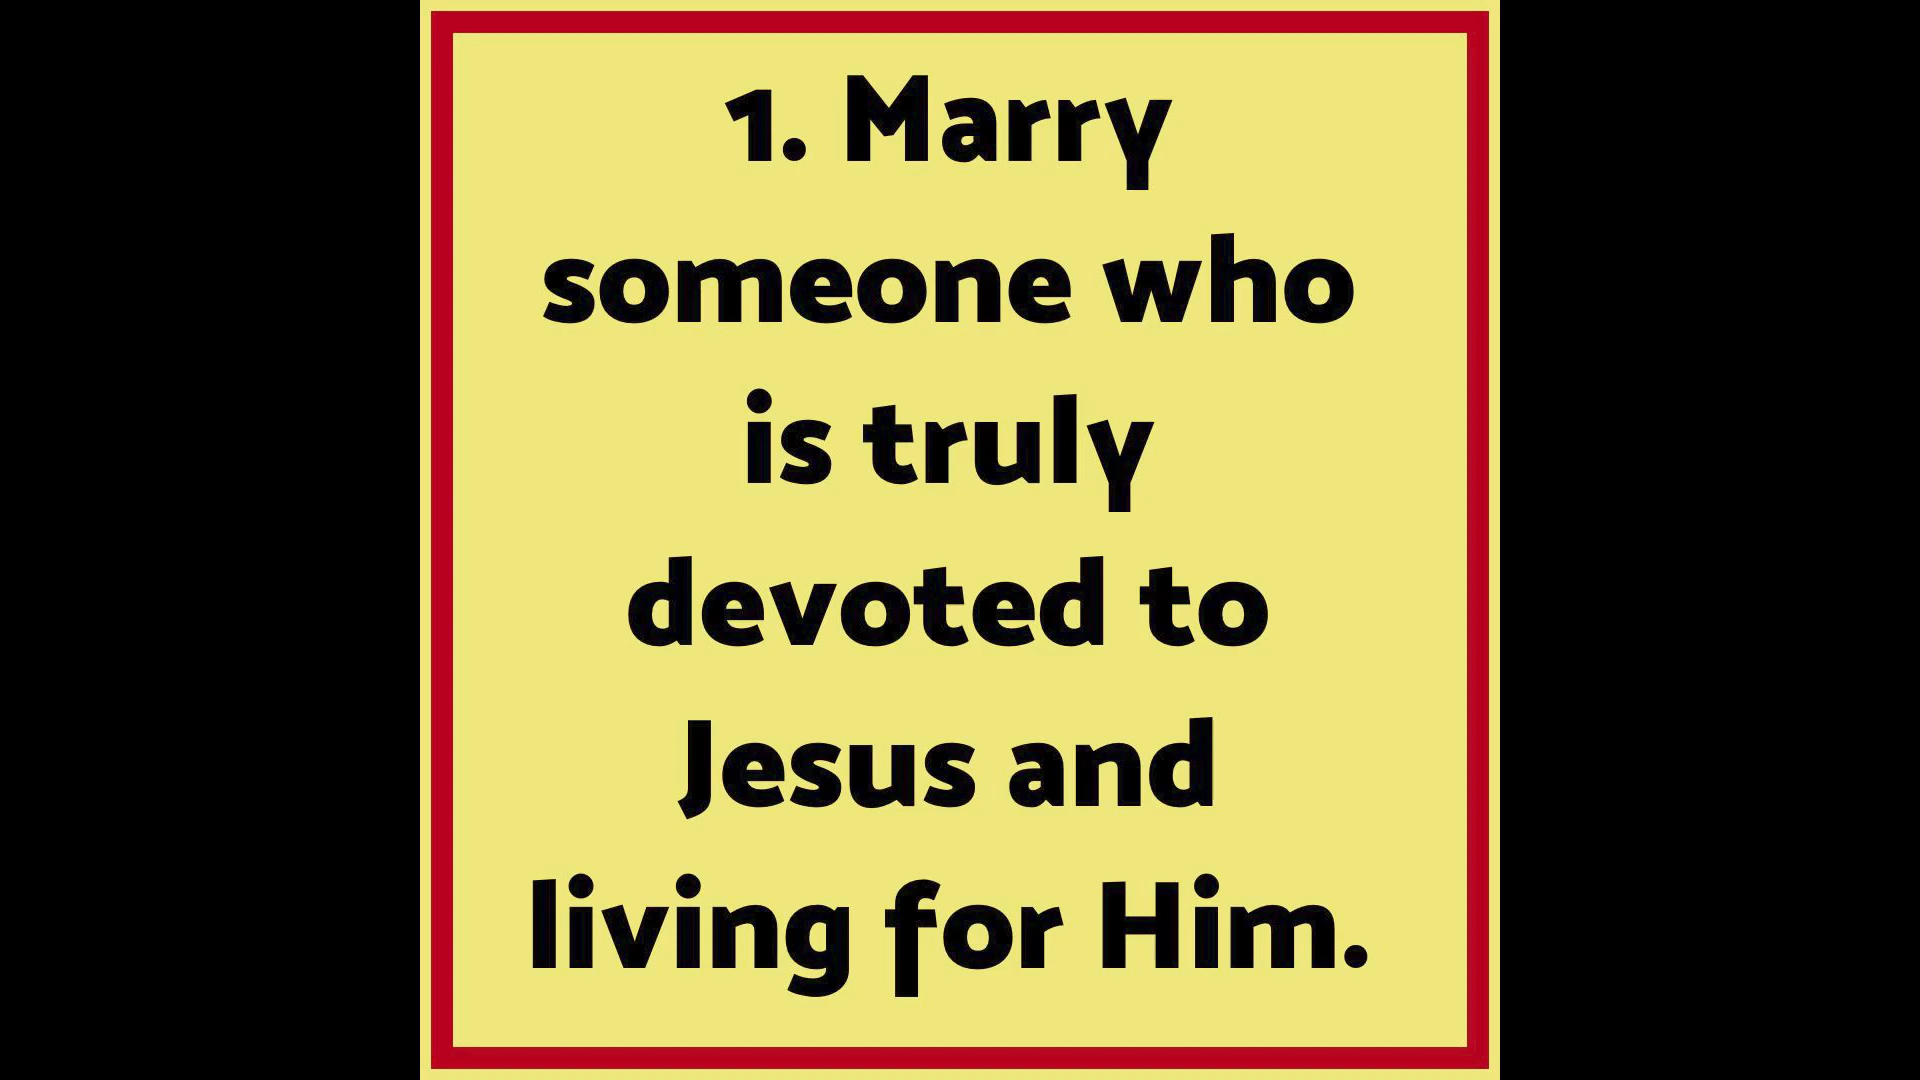 1. Marry
someone who
is truly
devoted to
Jesus and
living for Him.